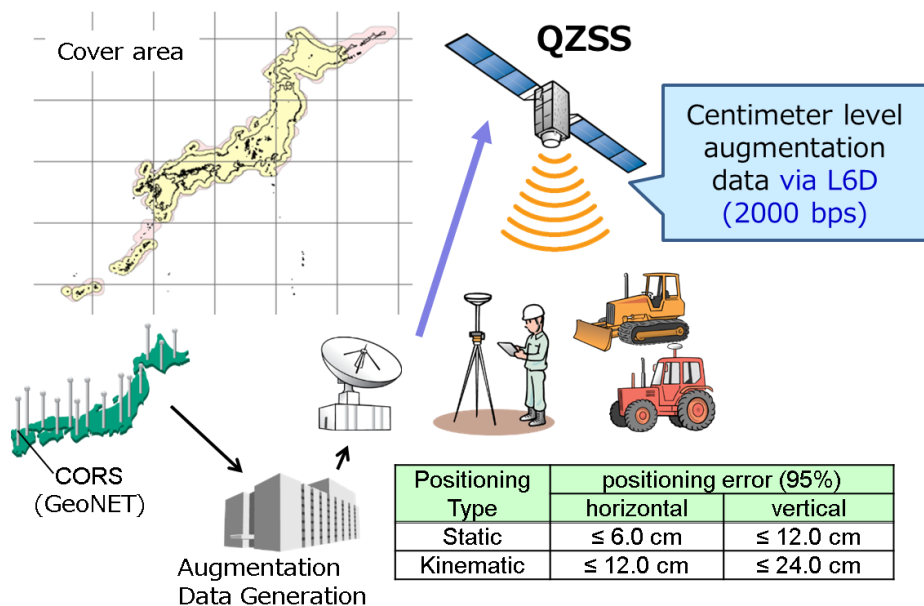 Cover area
QZSS
Centimeter level
augmentation
data via L6D
(2000 bps)
CORS
(GeoNET)
Augmentation
Data Generation
Positioning Type | positioning error (95%)
horizontal | vertical
Static | ≤ 6.0 cm | ≤ 12.0 cm
Kinematic | ≤ 12.0 cm | ≤ 24.0 cm